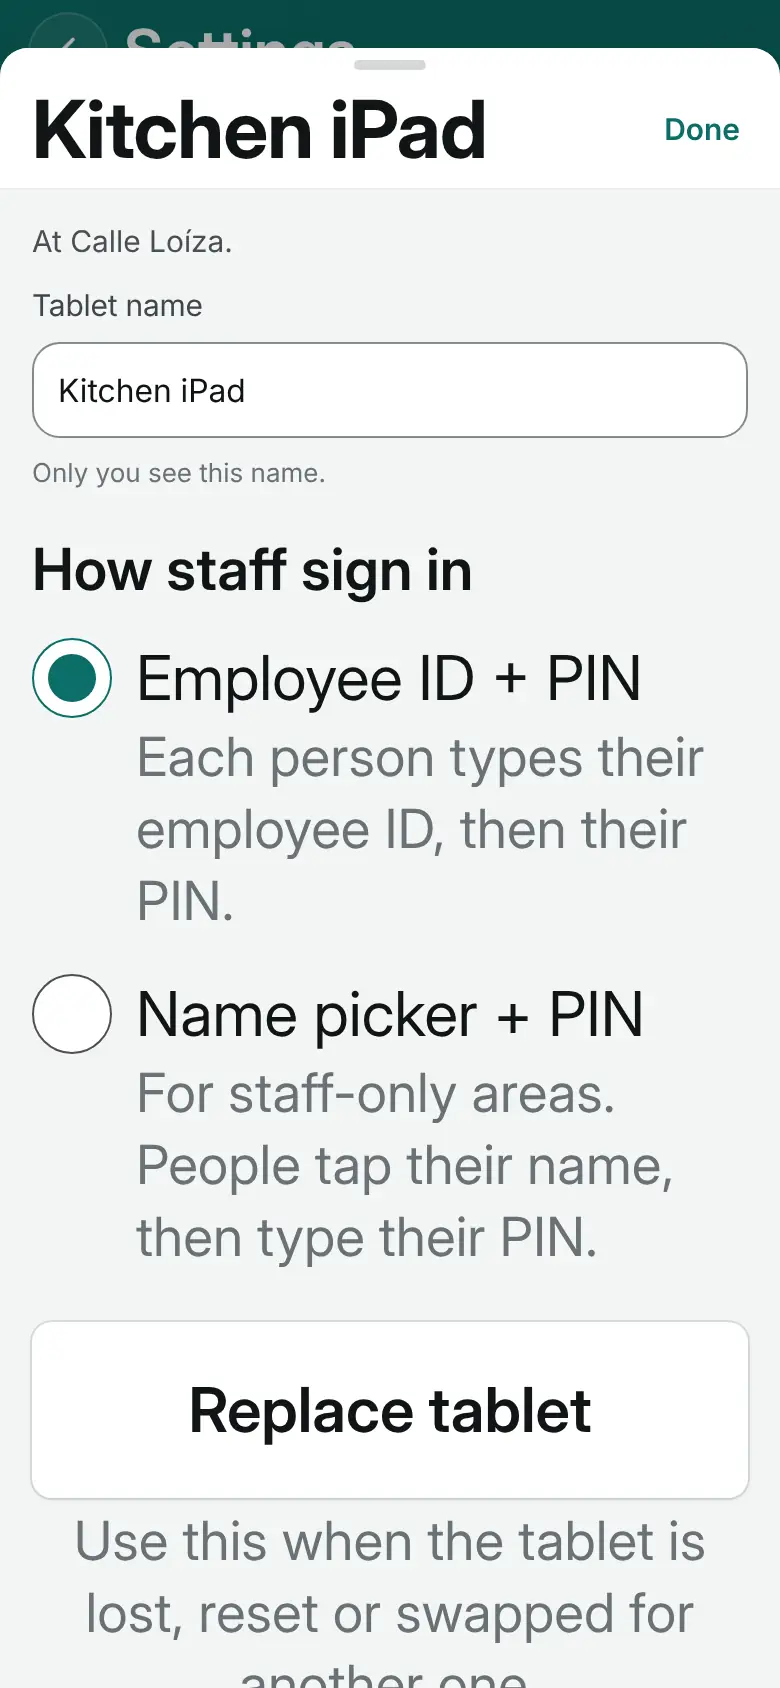 Settings
Kitchen iPad
Done
At Calle Loíza.
Tablet name
Kitchen iPad
Only you see this name.
How staff sign in
Employee ID + PIN
Each person types their
employee ID, then their
PIN.
Name picker + PIN
For staff-only areas.
People tap their name,
then type their PIN.
Replace tablet
Use this when the tablet is
lost, reset or swapped for
another one.